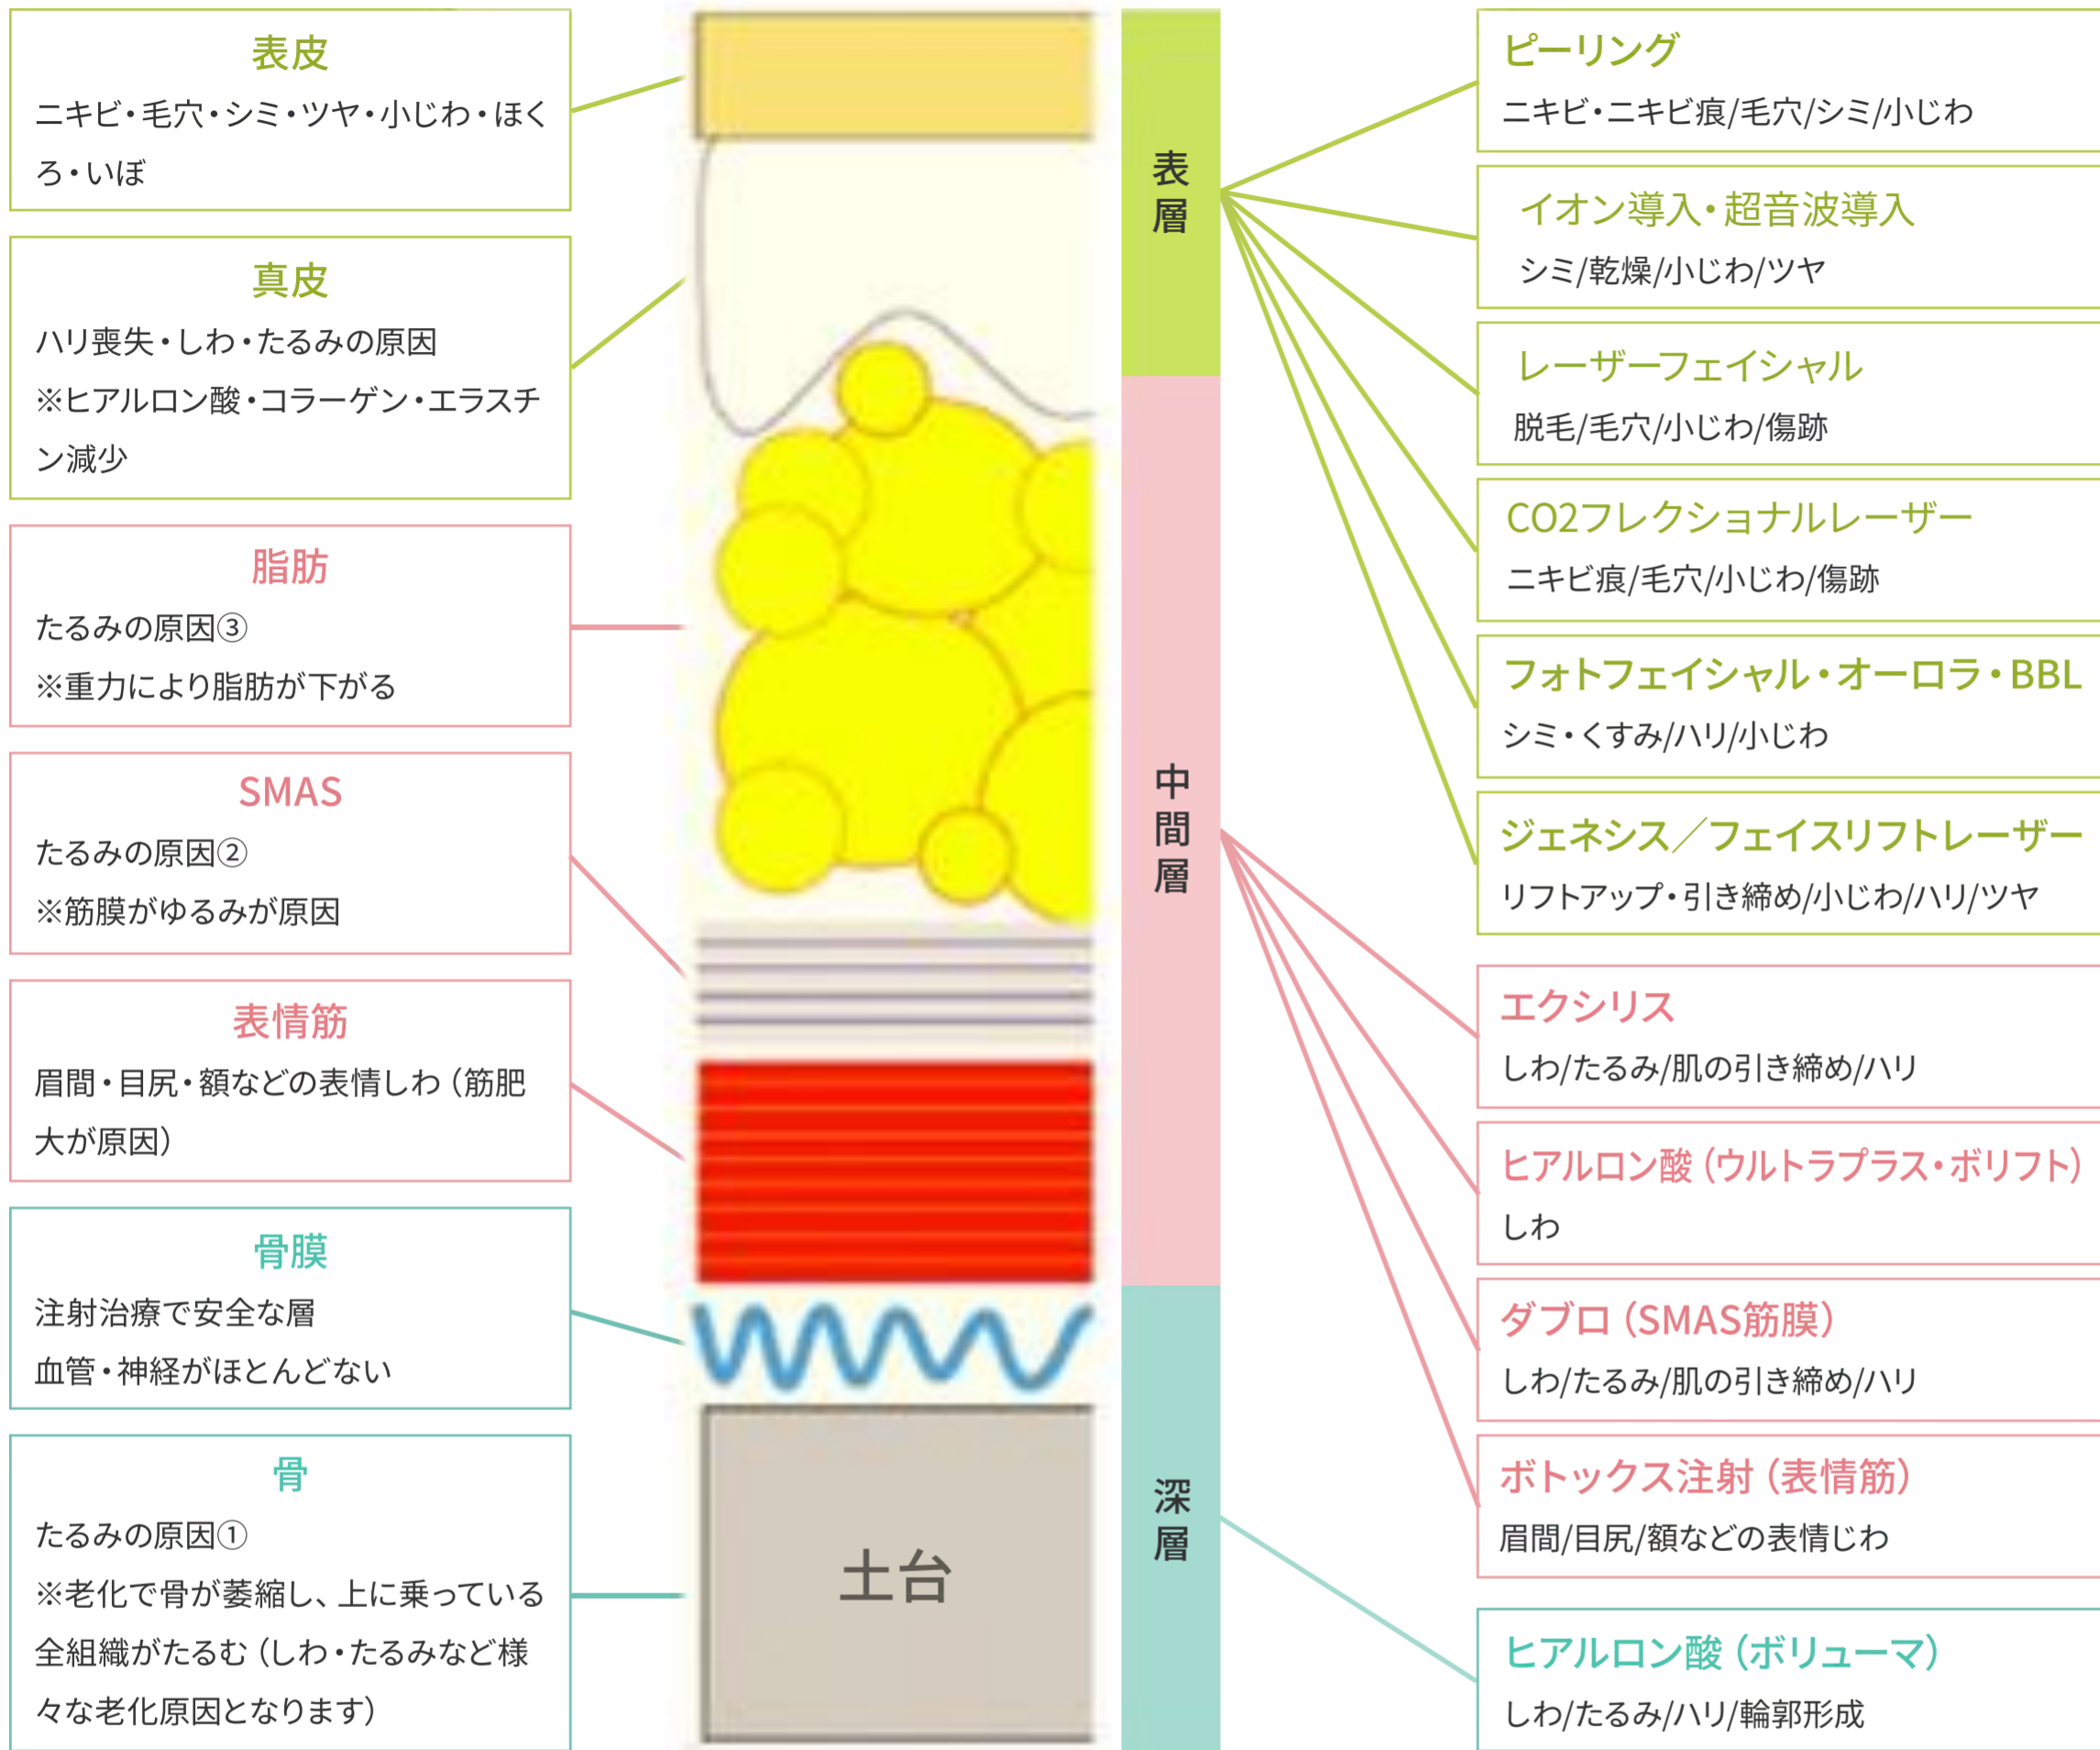 表皮
ニキビ・毛穴・シミ・ツヤ・小じわ・ほく
ろ・いぼ
真皮
ハリ喪失・しわ・たるみの原因
※ヒアルロン酸・コラーゲン・エラスチ
ン減少
脂肪
たるみの原因③
※重力により脂肪が下がる
SMAS
たるみの原因②
※筋膜がゆるみが原因
表情筋
眉間・目尻・額などの表情しわ（筋肥
大が原因）
骨膜
注射治療で安全な層
血管・神経がほとんどない
骨
たるみの原因①
※老化で骨が萎縮し、上に乗っている
全組織がたるむ（しわ・たるみなど様
々な老化原因となります）
土台
表層
中間層
深層
ピーリング
ニキビ・ニキビ痕/毛穴/シミ/小じわ
イオン導入・超音波導入
シミ/乾燥/小じわ/ツヤ
レーザーフェイシャル
脱毛/毛穴/小じわ/傷跡
CO2フレクショナルレーザー
ニキビ痕/毛穴/小じわ/傷跡
フォトフェイシャル・オーロラ・BBL
シミ・くすみ/ハリ/小じわ
ジェネシス／フェイスリフトレーザー
リフトアップ・引き締め/小じわ/ハリ/ツヤ
エクシリス
しわ/たるみ/肌の引き締め/ハリ
ヒアルロン酸（ウルトラプラス・ボリフト）
しわ
ダブロ（SMAS筋膜）
しわ/たるみ/肌の引き締め/ハリ
ボトックス注射（表情筋）
眉間/目尻/額などの表情じわ
ヒアルロン酸（ボリューマ）
しわ/たるみ/ハリ/輪郭形成